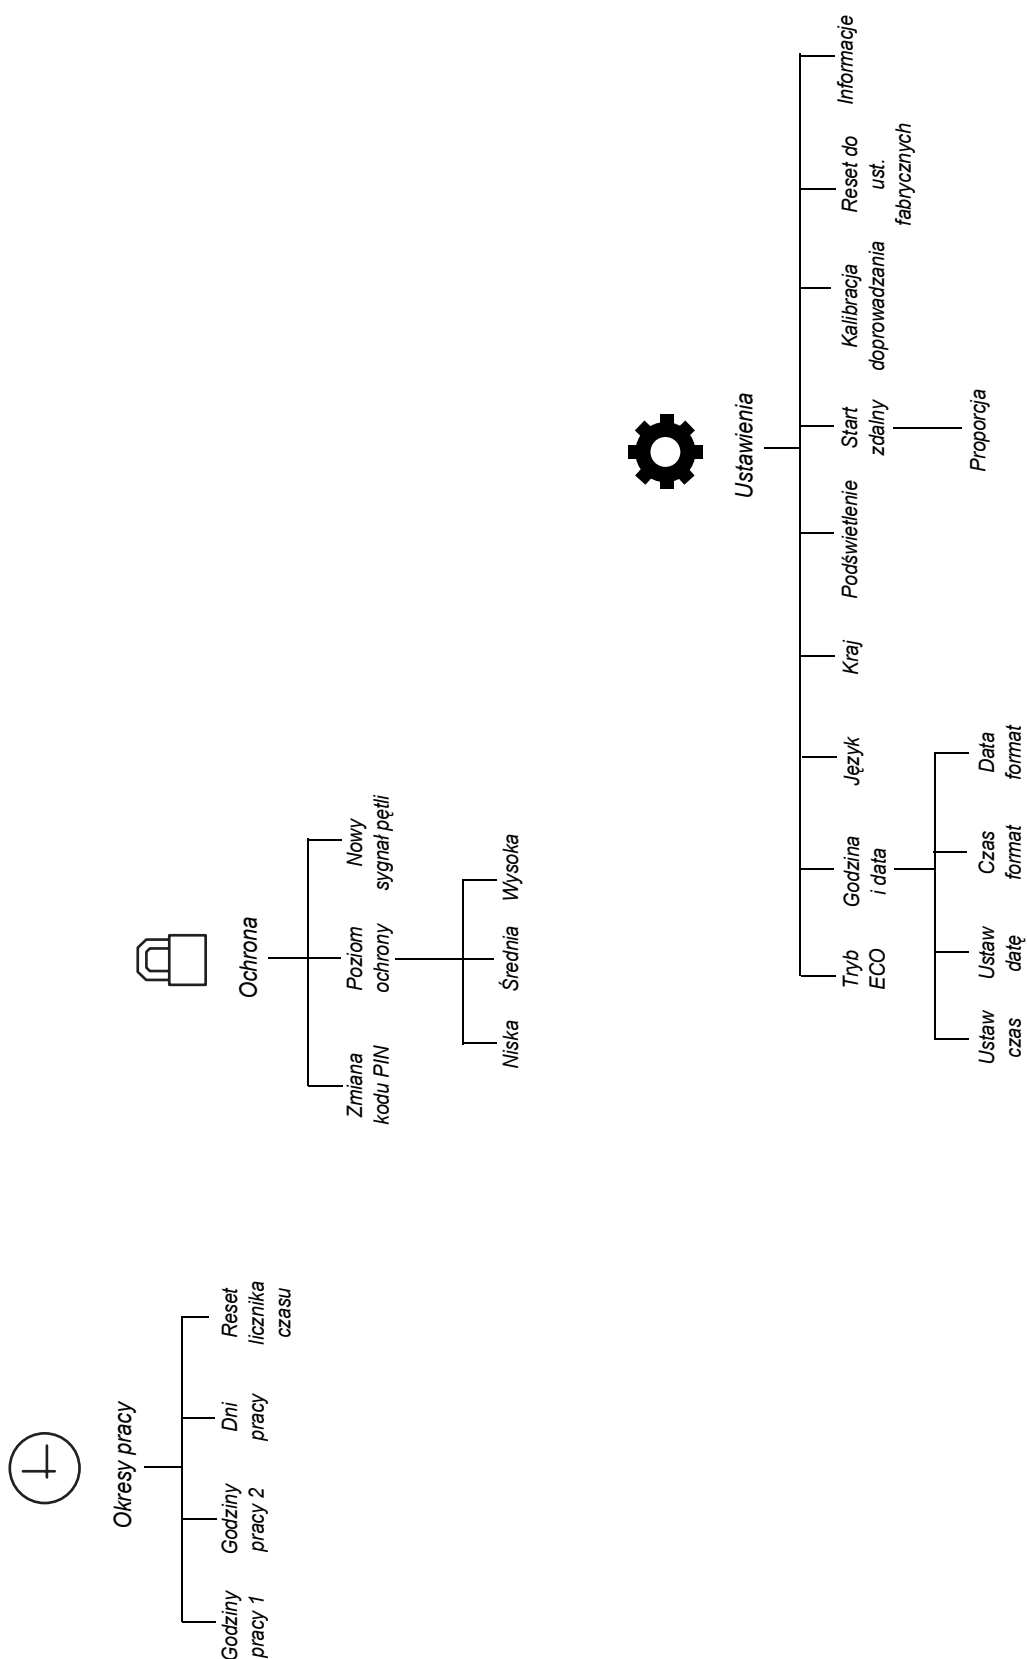 Okresy pracy
Godziny
pracy 1
Godziny
pracy 2
Dni
pracy
Reset
licznika
czasu
Ochrona
Zmiana
kodu PIN
Poziom
ochrony
Nowy
sygnał pętli
Niska
Średnia
Wysoka
Ustawienia
Tryb
ECO
Godzina
i data
Język
Kraj
Podświetlenie
Start
zdalny
Kalibracja
doprowadzania
Reset do
ust.
fabrycznych
Informacje
Ustaw
czas
Ustaw
datę
Czas
format
Data
format
Proporcja